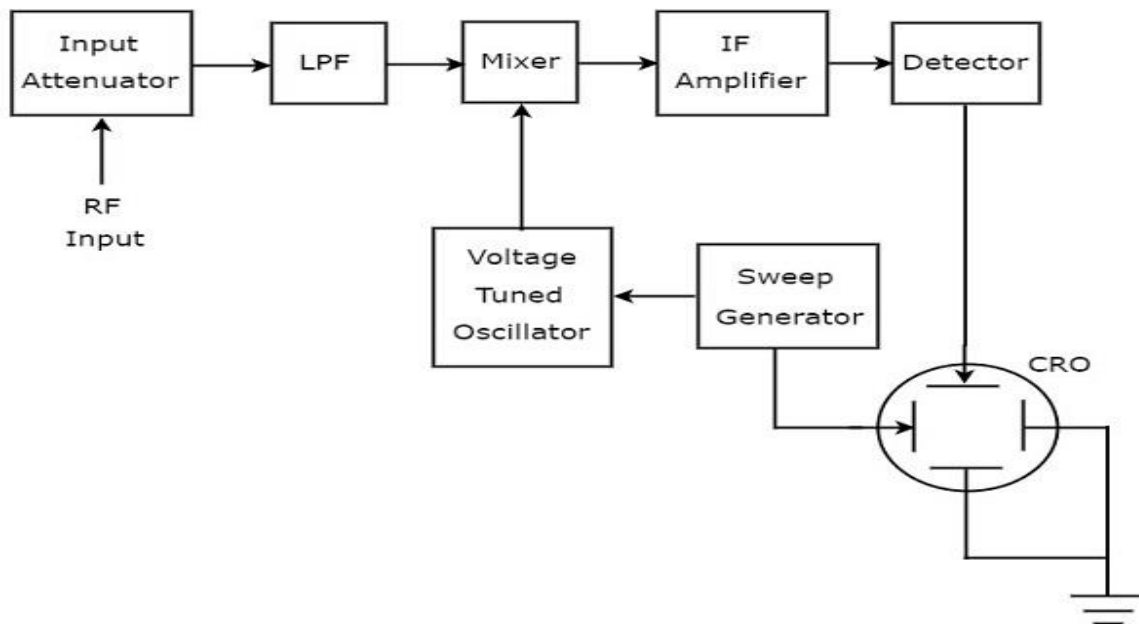 Input
Attenuator
LPF
Mixer
IF
Amplifier
Detector
RF
Input
Voltage
Tuned
Oscillator
Sweep
Generator
CRO